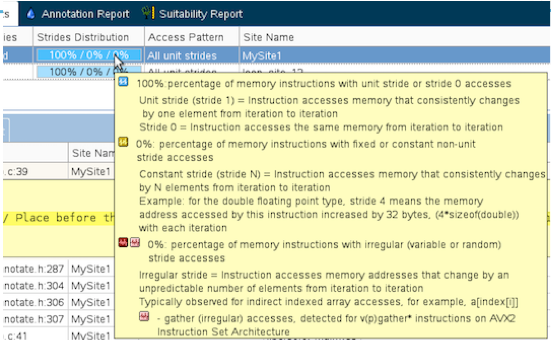 .s Annotation Report Suitability Report
ies Strides Distribution Access Pattern Site Name
d 100% / 0% / 0% All unit strides MySite1
100% / 0% / 0% All unit strides loop_site_12
100%:percentage of memory instructions with unit stride or stride 0 accesses
Unit stride (stride 1) = Instruction accesses memory that consistently changes
by one element from iteration to iteration
Stride 0 = Instruction accesses the same memory from iteration to iteration
0%: percentage of memory instructions with fixed or constant non-unit
stride accesses
Constant stride (stride N) = Instruction accesses memory that consistently changes
by N elements from iteration to iteration
Example: for the double floating point type, stride 4 means the memory
address accessed by this instruction increased by 32 bytes, (4*sizeof(double))
with each iteration
0%: percentage of memory instructions with irregular (variable or random)
stride accesses
Irregular stride = Instruction accesses memory addresses that change by an
unpredictable number of elements from iteration to iteration
Typically observed for indirect indexed array accesses, for example, a[index[i]]
- gather (irregular) accesses, detected for v(p)gather* instructions on AVX2
Instruction Set Architecture
Site Nam
.c:39 MySite1
/ Place before th
nnotate.h:287 MySite1
nnotate.h:304 MySite1
nnotate.h:306 MySite1
nnotate.h:307 MySite1
.c:41 MySite1